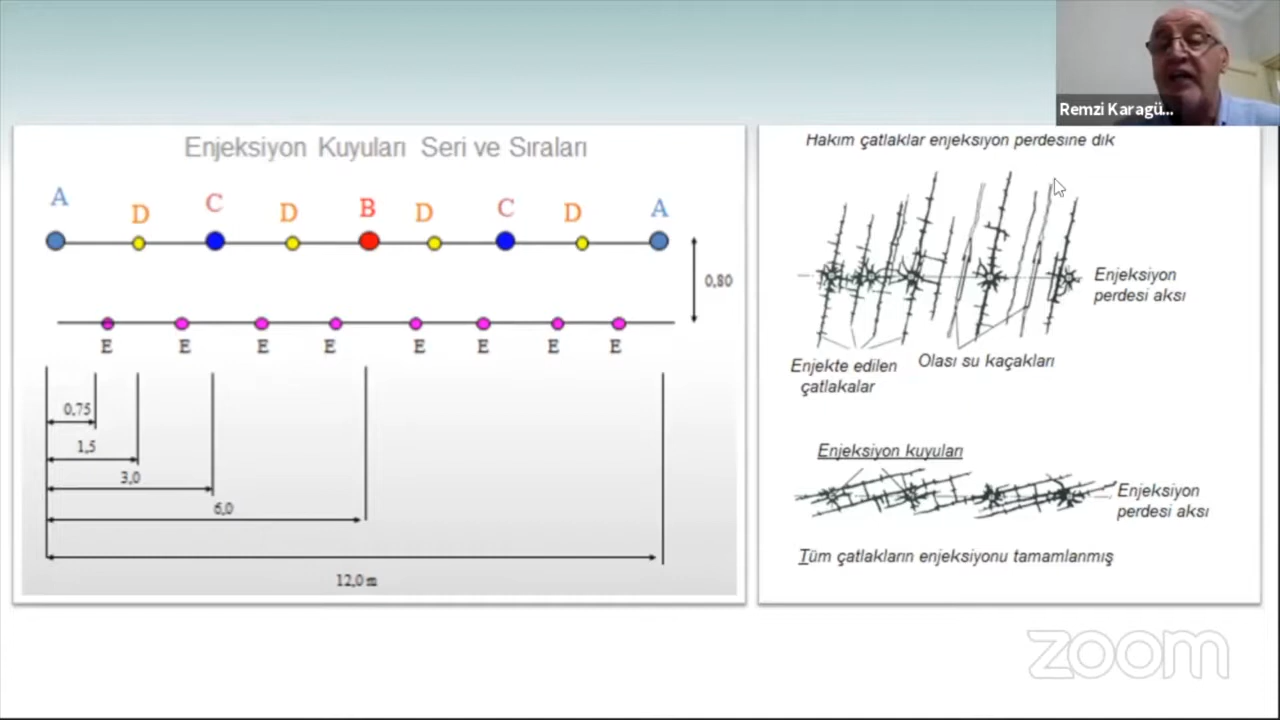 Remzi Karagü...
Enjeksiyon Kuyuları Seri ve Sıraları
A D C D B D C D A
0,80
E E E E E E E E
0,75
1,5
3,0
6,0
12,0 m
Hakim çatlaklar enjeksiyon perdesine dik
Enjeksiyon
perdesi aksı
Enjekte edilen
çatlakalar
Olası su kaçakları
Enjeksiyon kuyuları
Enjeksiyon
perdesi aksı
Tüm çatlakların enjeksiyonu tamamlanmış
zoom